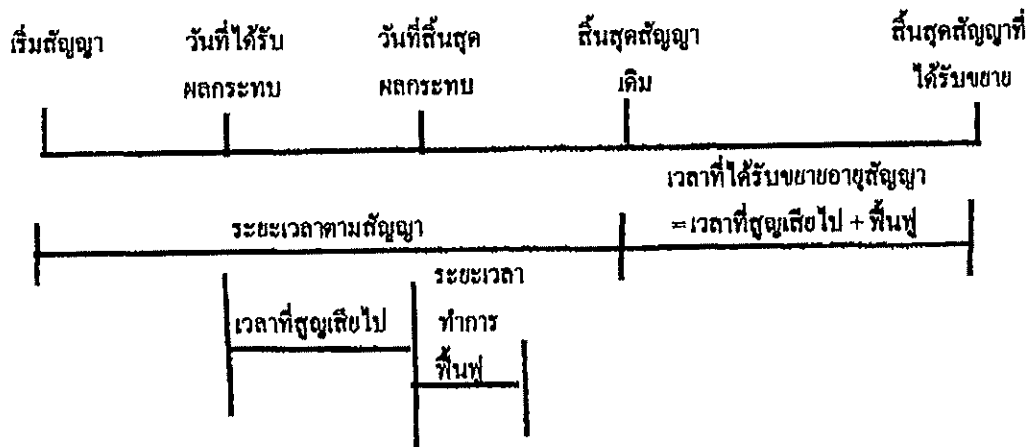 เริ่มสัญญา
วันที่ได้รับ
ผลกระทบ
วันที่สิ้นสุด
ผลกระทบ
สิ้นสุดสัญญา
เดิม
สิ้นสุดสัญญาที่
ได้รับขยาย
เวลาที่ได้รับขยายอายุสัญญา
=เวลาที่สูญเสียไป + ฟื้นฟู
ระยะเวลาตามสัญญา
เวลาที่สูญเสียไป
ระยะเวลา
ทำการ
ฟื้นฟู